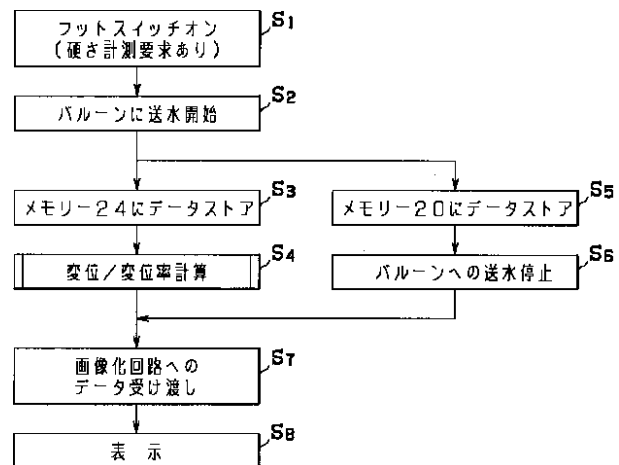 フットスイッチオン
(硬き計測要求あり)
S1
バルーンに送水開始
S2
メモリー24にデータストア
S3
メモリー20にデータストア
S5
変位/変位率計算
S4
バルーンへの送水停止
S6
画像化回路への
データ受け渡し
S7
表 示
S8